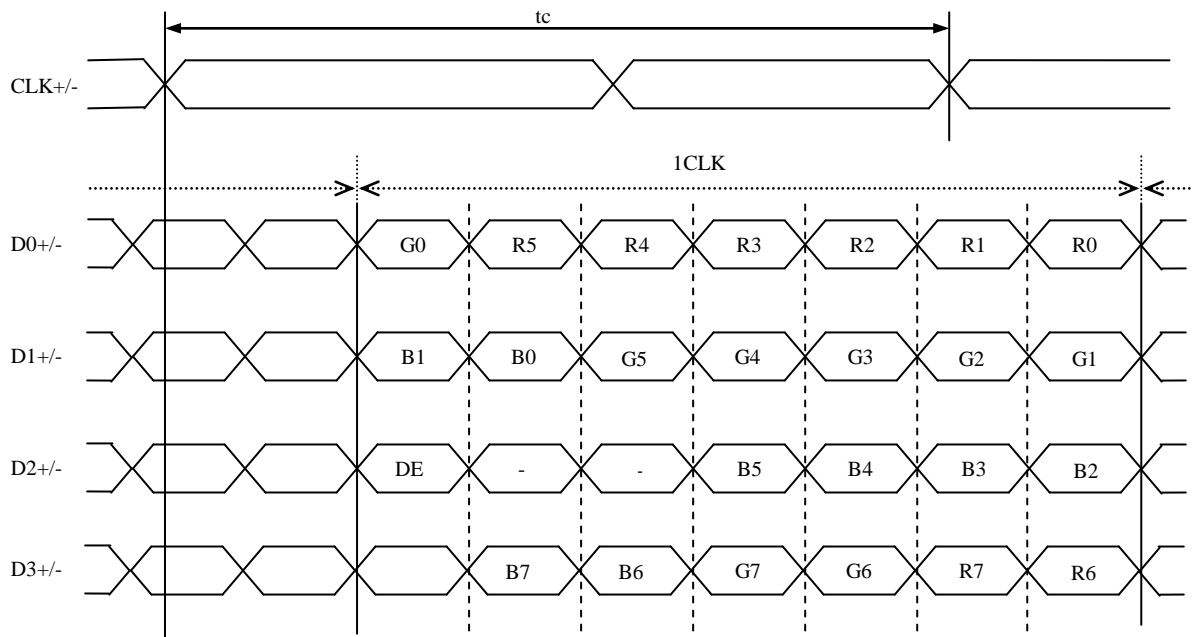 tc
CLK+/-
1CLK
D0+/- G0 R5 R4 R3 R2 R1 R0
D1+/- B1 B0 G5 G4 G3 G2 G1
D2+/- DE - - B5 B4 B3 B2
D3+/- B7 B6 G7 G6 R7 R6